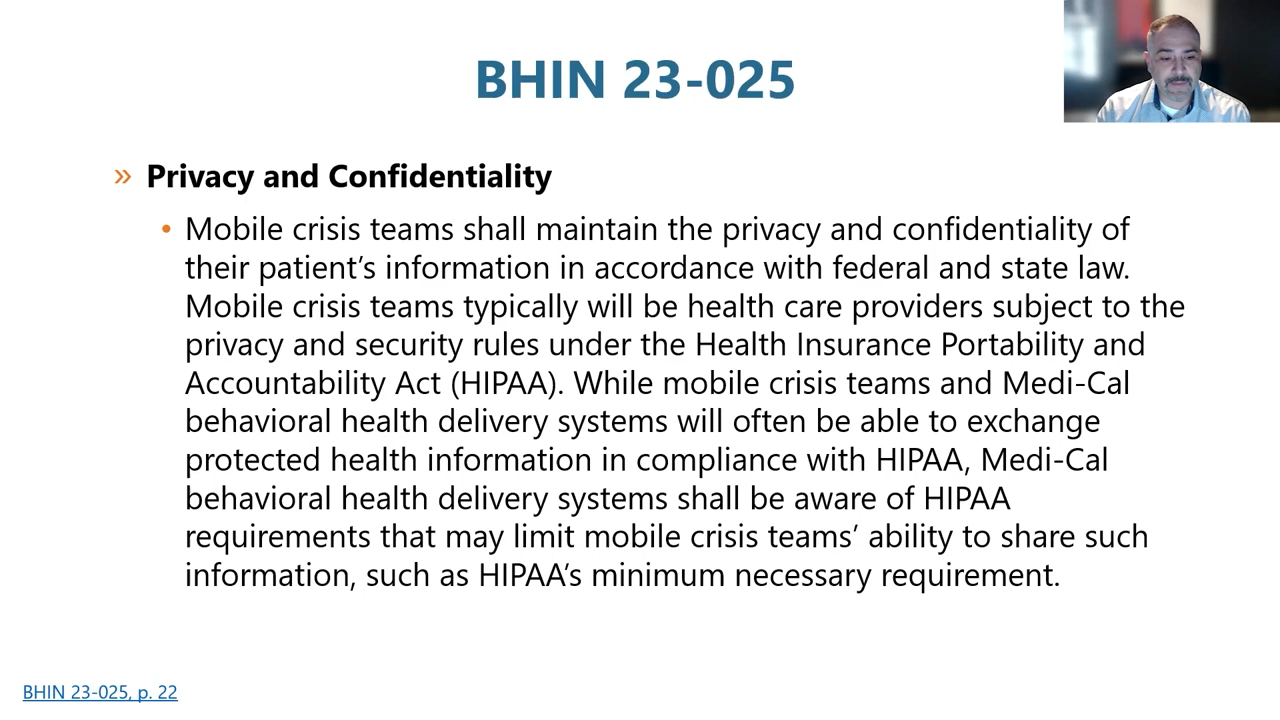 BHIN 23-025
» Privacy and Confidentiality
• Mobile crisis teams shall maintain the privacy and confidentiality of
their patient’s information in accordance with federal and state law.
Mobile crisis teams typically will be health care providers subject to the
privacy and security rules under the Health Insurance Portability and
Accountability Act (HIPAA). While mobile crisis teams and Medi-Cal
behavioral health delivery systems will often be able to exchange
protected health information in compliance with HIPAA, Medi-Cal
behavioral health delivery systems shall be aware of HIPAA
requirements that may limit mobile crisis teams’ ability to share such
information, such as HIPAA’s minimum necessary requirement.
BHIN 23-025, p. 22